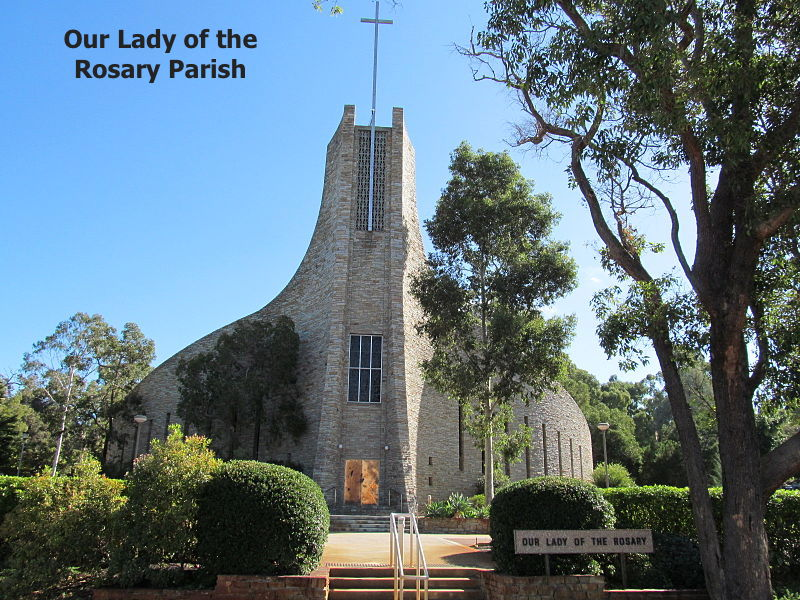 Our Lady of the
Rosary Parish
OUR LADY OF THE ROSARY